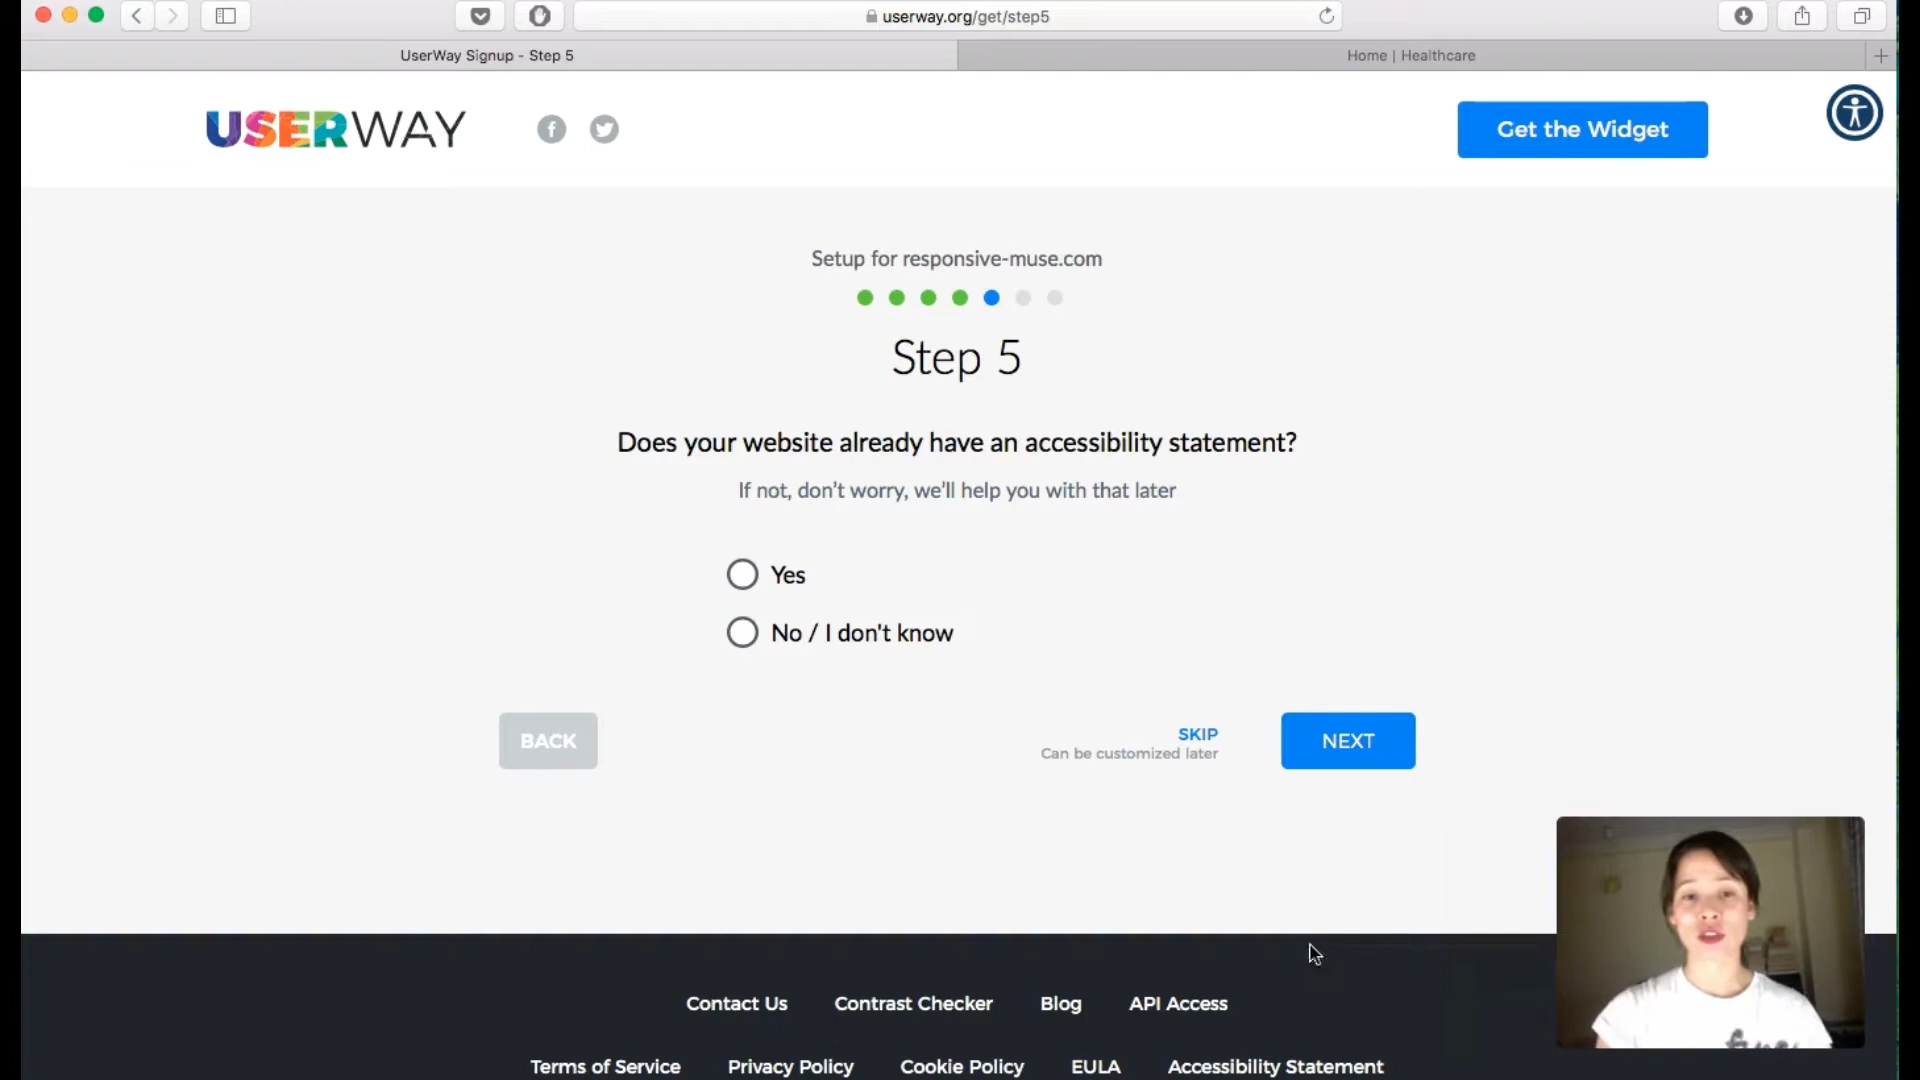 userway.org/get/step5
UserWay Signup - Step 5
Home | Healthcare
USERWAY
Get the Widget
Setup for responsive-muse.com
Step 5
Does your website already have an accessibility statement?
If not, don't worry, we'll help you with that later
Yes
No / I don't know
BACK
SKIP
Can be customized later
NEXT
Contact Us
Contrast Checker
Blog
API Access
Terms of Service
Privacy Policy
Cookie Policy
EULA
Accessibility Statement